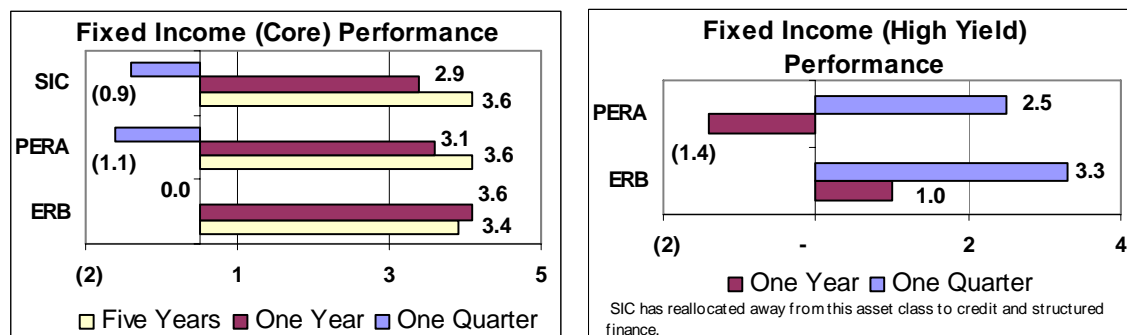 Fixed Income (Core) Performance
SIC
2.9
(0.9)
3.6
PERA
3.1
(1.1)
3.6
0.0
3.6
ERB
3.4
(2)
1
3
5
Five Years
One Year
One Quarter
Fixed Income (High Yield)
Performance
PERA
2.5
(1.4)
ERB
3.3
1.0
(2)
-
2
4
One Year
One Quarter
SIC has reallocated away from this asset class to credit and structured
finance.